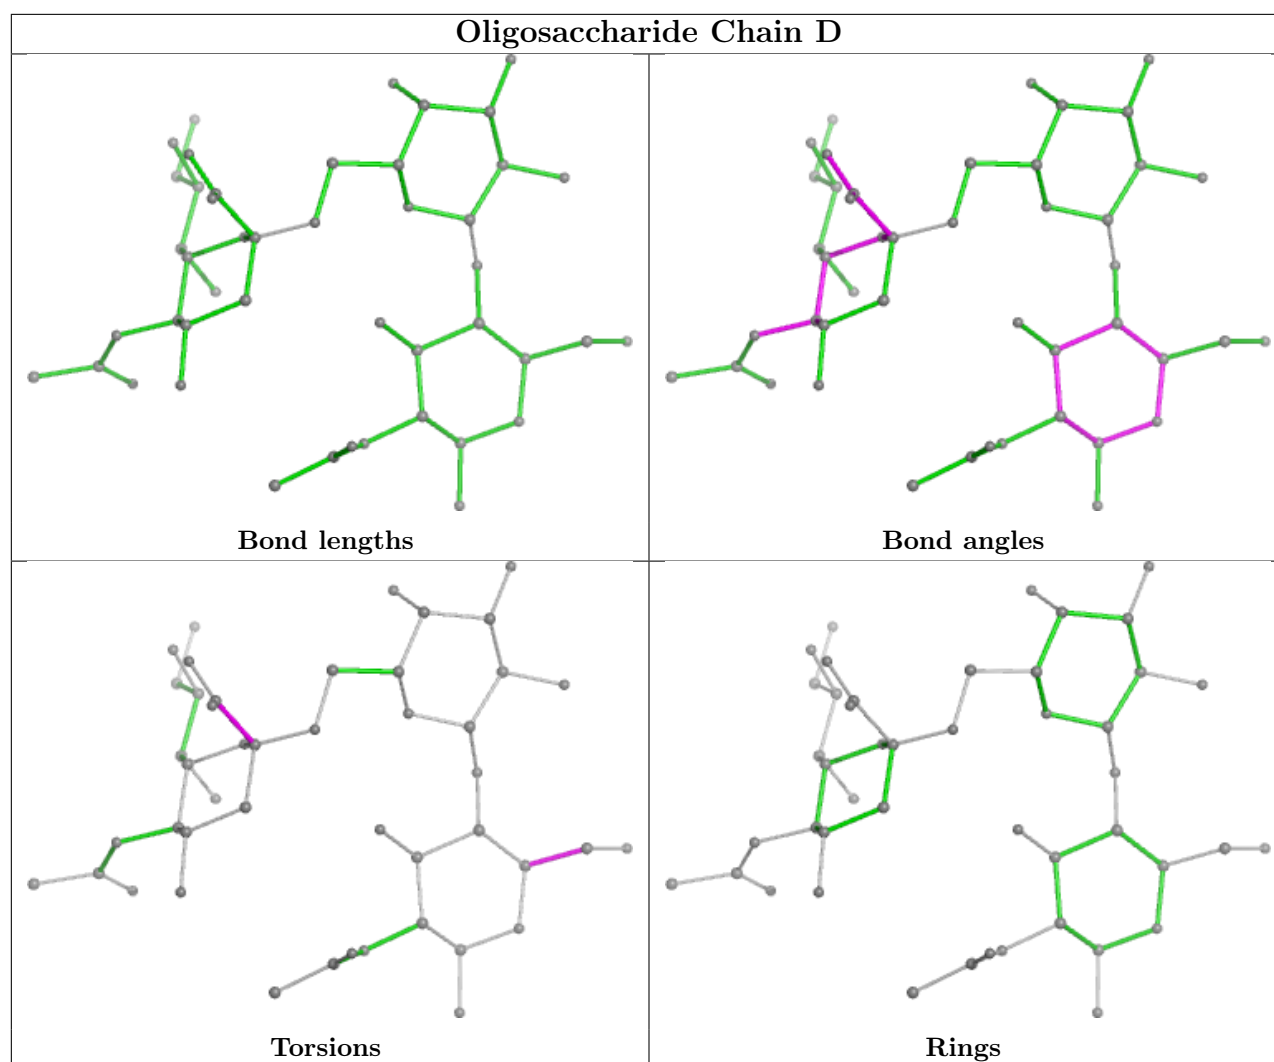 Oligosaccharide Chain D
Bond lengths
Bond angles
Torsions
Rings